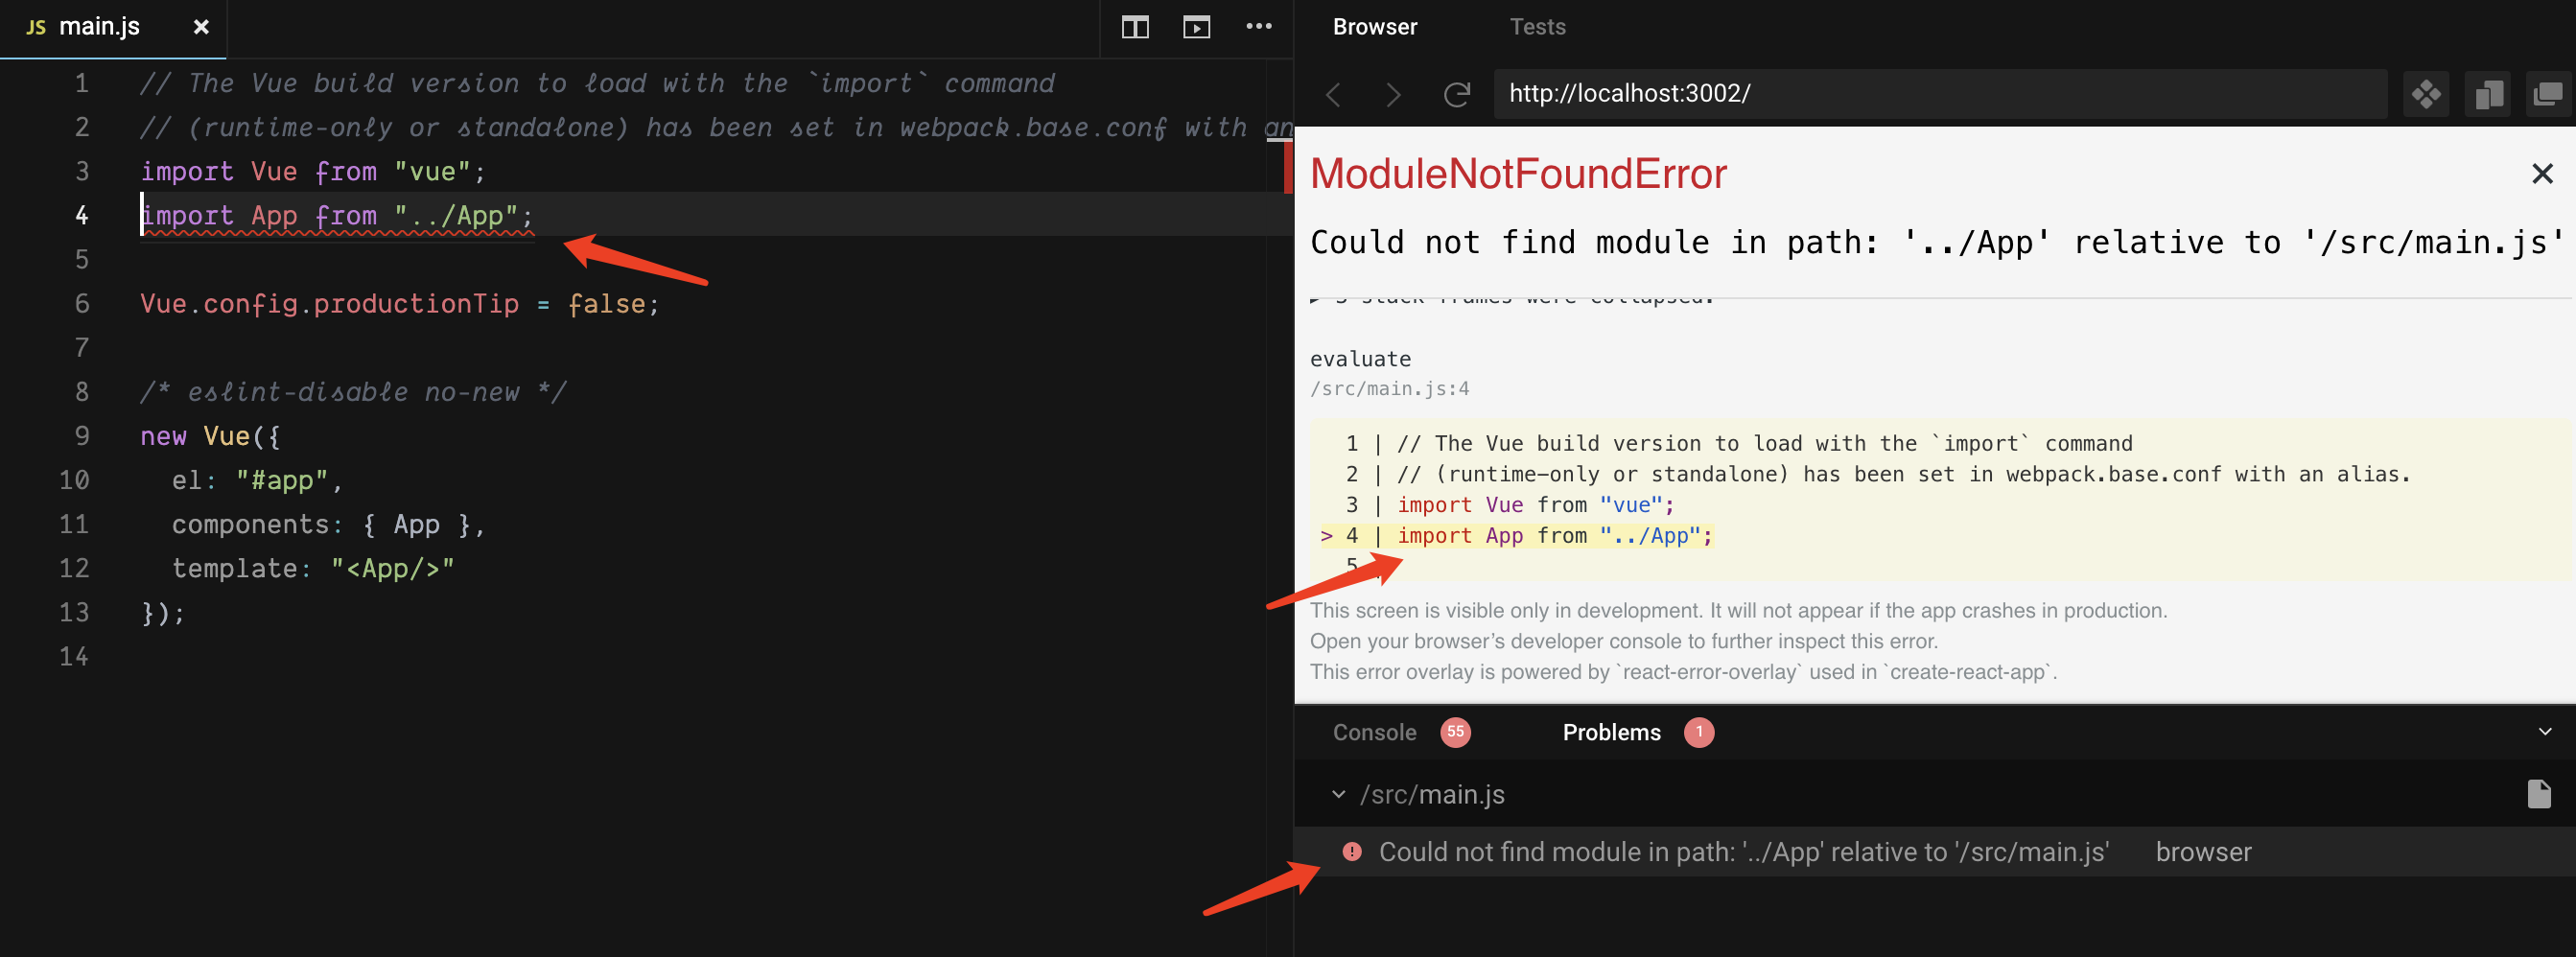 JS main.js
1 // The Vue build version to load with the `import` command
2 // (runtime-only or standalone) has been set in webpack.base.conf with an
3 import Vue from "vue";
4 import App from "../App";
5
6 Vue.config.productionTip = false;
7
8 /* eslint-disable no-new */
9 new Vue({
10 el: "#app",
11 components: { App },
12 template: "<App/>"
13 });
14
Browser Tests
http://localhost:3002/
ModuleNotFoundError
Could not find module in path: '../App' relative to '/src/main.js'
stack frames were collapsed.
evaluate
/src/main.js:4
1 | // The Vue build version to load with the `import` command
2 | // (runtime-only or standalone) has been set in webpack.base.conf with an alias.
3 | import Vue from "vue";
> 4 | import App from "../App";
5
This screen is visible only in development. It will not appear if the app crashes in production.
Open your browser’s developer console to further inspect this error.
This error overlay is powered by `react-error-overlay` used in `create-react-app`.
Console 55 Problems 1
/src/main.js
Could not find module in path: '../App' relative to '/src/main.js' browser